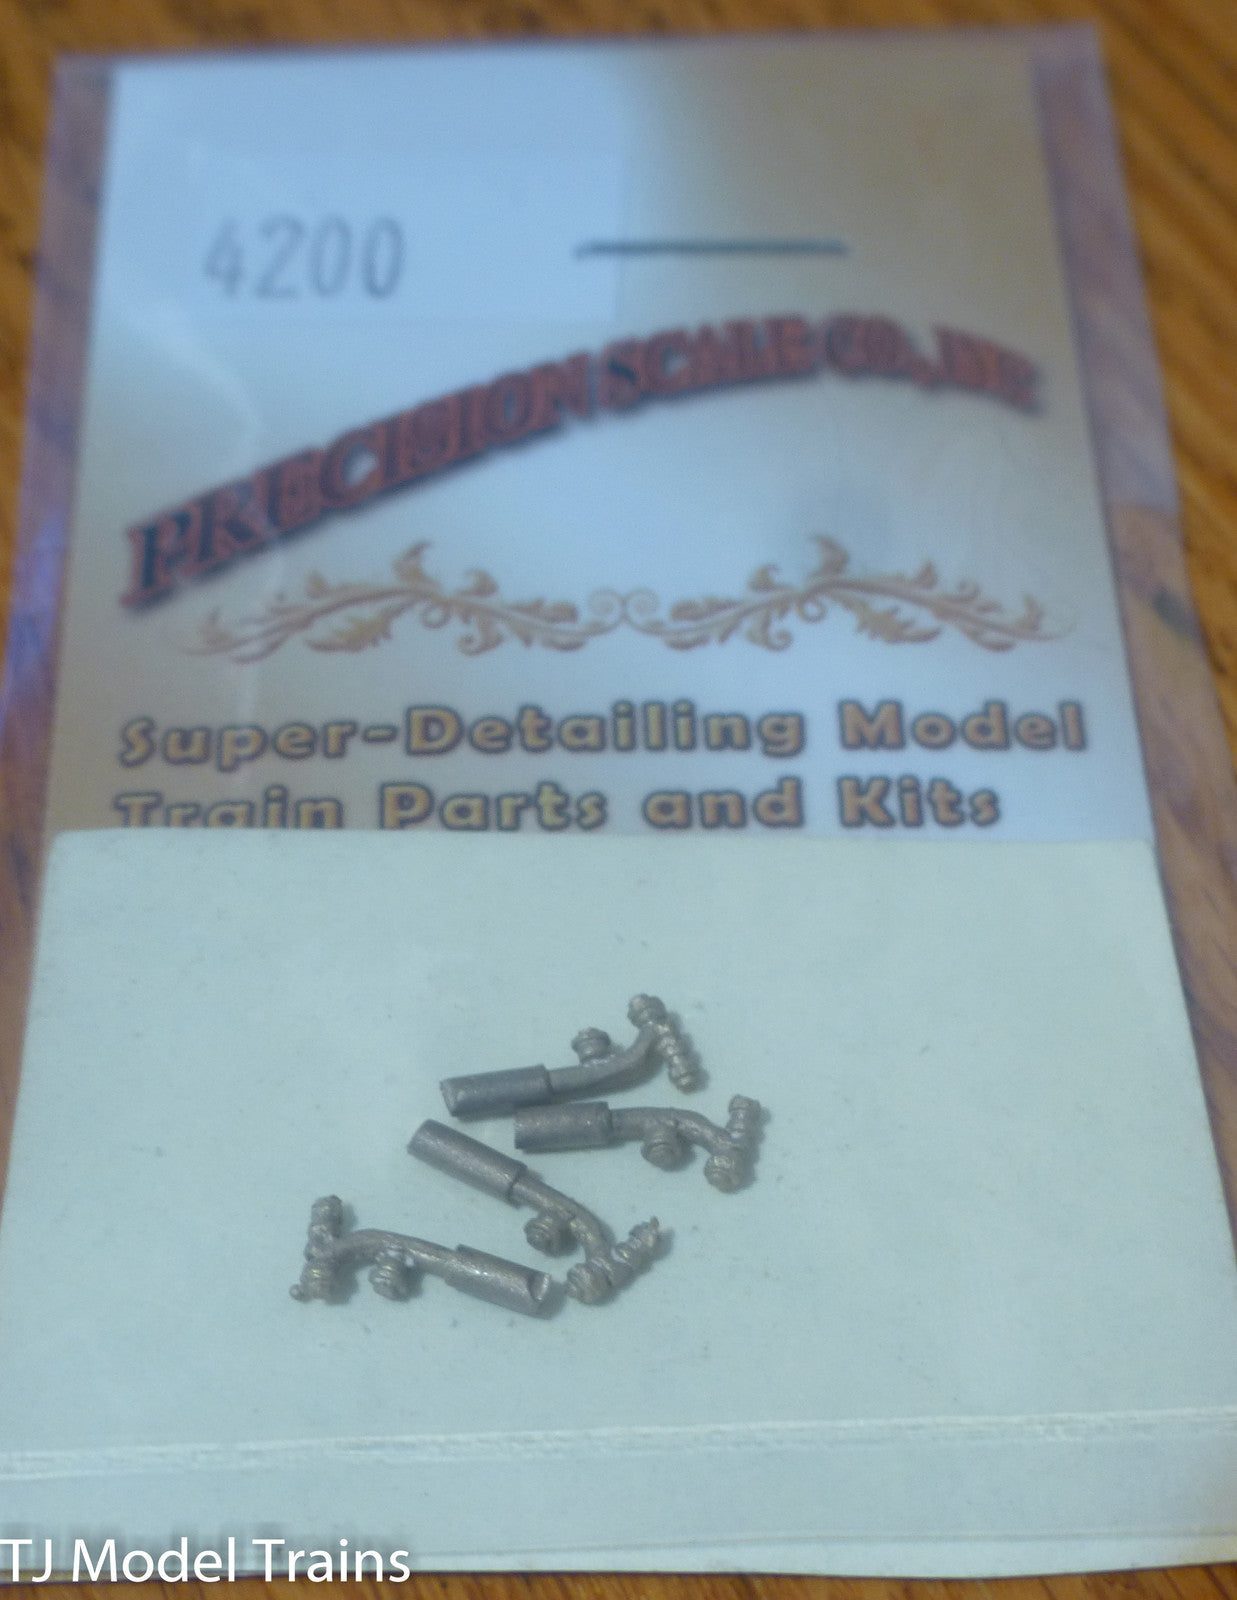 4200
PRECISION SCALE CO., INC.
Super-Detailing Model
Train Parts and Kits
TJ Model Trains